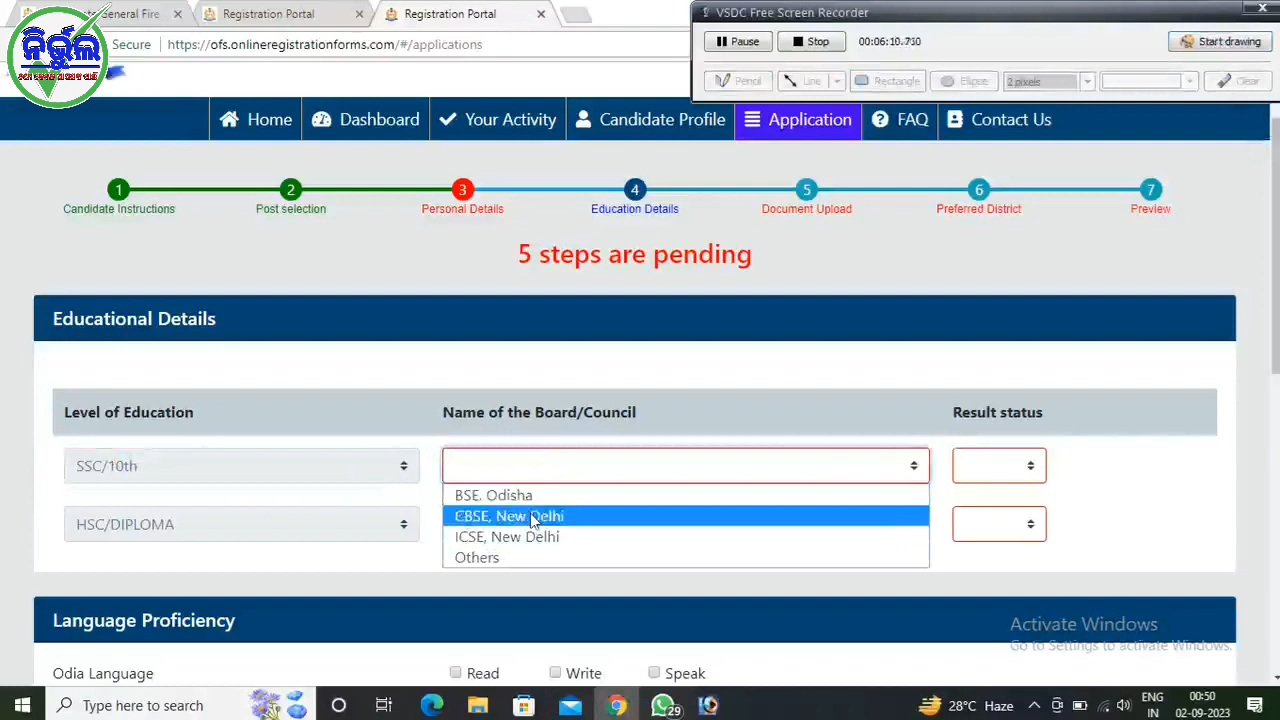 General Fire
Registration Portal
Registration Portal
VSDC Free Screen Recorder
Pause
Stop
00:06:10.730
Start drawing
Pencil
Line
Rectangle
Ellipse
2 pixels
Clear
ନିର୍ଭୁଲ
Secure
https://ofs.onlineregistrationforms.com/#/applications
Home
Dashboard
Your Activity
Candidate Profile
Application
FAQ
Contact Us
1
2
3
4
5
6
7
Candidate Instructions
Post selection
Personal Details
Education Details
Document Upload
Preferred District
Preview
5 steps are pending
Educational Details
Level of Education
Name of the Board/Council
Result status
SSC/10th
BSE. Odisha
CBSE, New Delhi
ICSE, New Delhi
Others
HSC/DIPLOMA
Language Proficiency
Activate Windows
Go to Settings to activate Windows.
Odia Language
Read
Write
Speak
Type here to search
29
28°C Haze
ENG
IN
00:50
02-09-2023